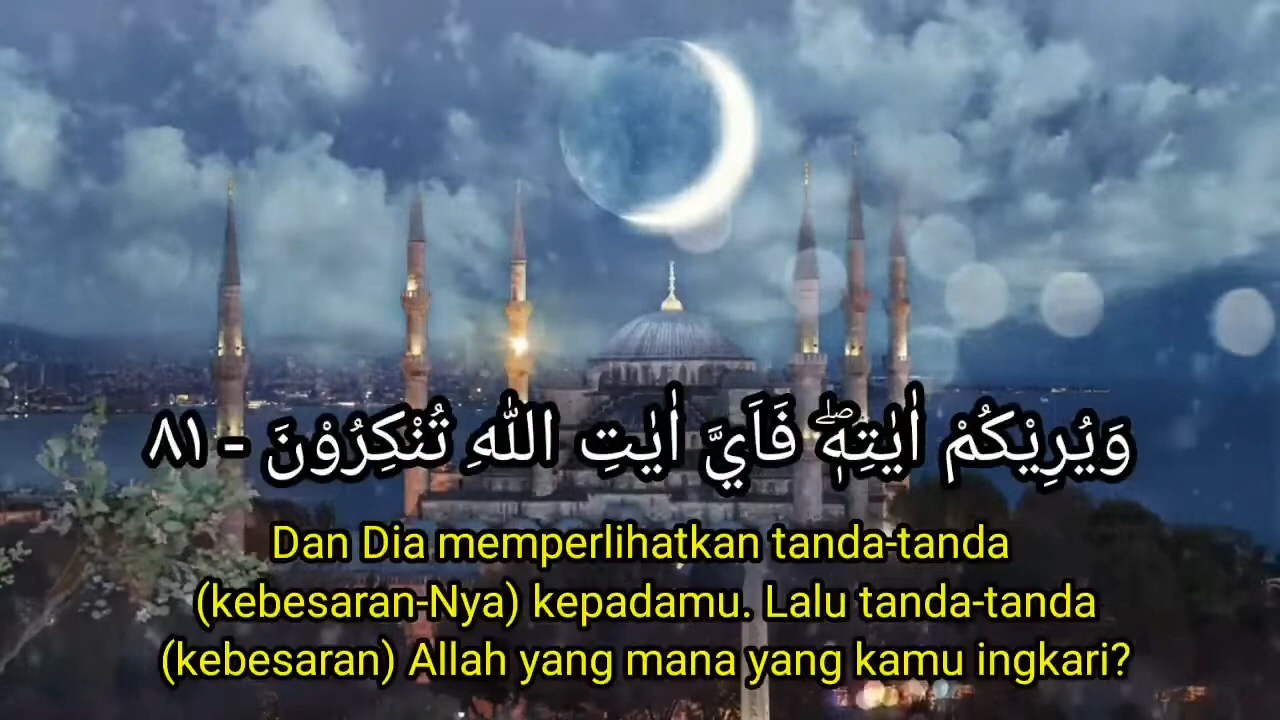 وَيُرِيْكُمْ اٰيٰتِهٖۖ فَاَيَّ اٰيٰتِ اللّٰهِ تُنْكِرُوْنَ - ٨١
Dan Dia memperlihatkan tanda-tanda
(kebesaran-Nya) kepadamu. Lalu tanda-tanda
(kebesaran) Allah yang mana yang kamu ingkari?